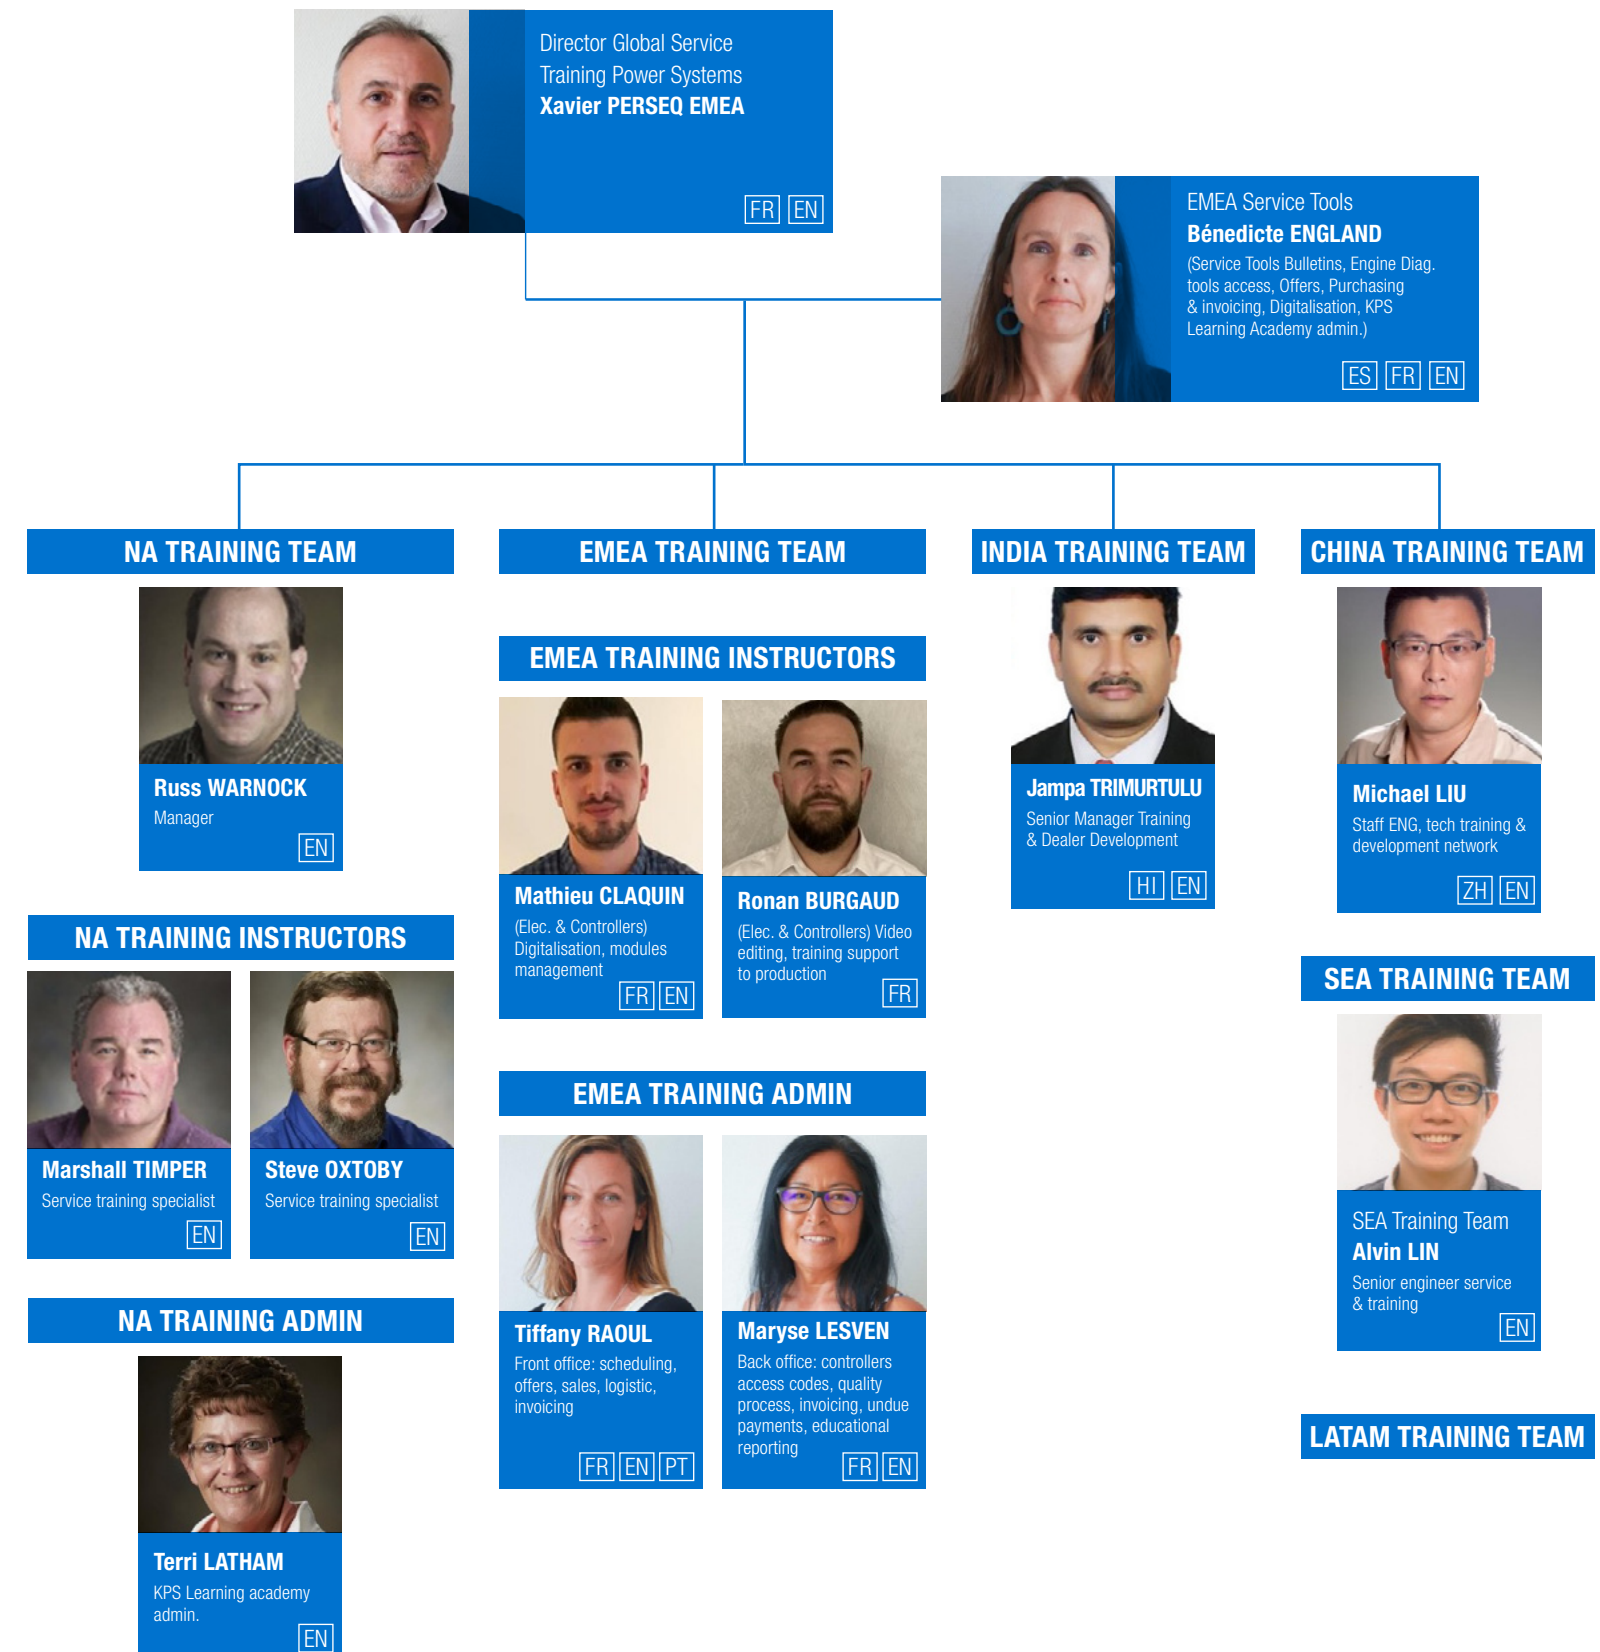 Director Global Service
Training Power Systems
Xavier PERSEQ EMEA
FR EN
EMEA Service Tools
Bénedicte ENGLAND
(Service Tools Bulletins, Engine Diag.
tools access, Offers, Purchasing
& invoicing, Digitalisation, KPS
Learning Academy admin.)
ES FR EN
NA TRAINING TEAM
Russ WARNOCK
Manager
EN
NA TRAINING INSTRUCTORS
Marshall TIMPER
Service training specialist
EN
Steve OXTOBY
Service training specialist
EN
NA TRAINING ADMIN
Terri LATHAM
KPS Learning academy
admin.
EN
EMEA TRAINING TEAM
EMEA TRAINING INSTRUCTORS
Mathieu CLAQUIN
(Elec. & Controllers)
Digitalisation, modules
management
FR EN
Ronan BURGAUD
(Elec. & Controllers) Video
editing, training support
to production
FR
EMEA TRAINING ADMIN
Tiffany RAOUL
Front office: scheduling,
offers, sales, logistic,
invoicing
FR EN PT
Maryse LESVEN
Back office: controllers
access codes, quality
process, invoicing, undue
payments, educational
reporting
FR EN
INDIA TRAINING TEAM
Jampa TRIMURTULU
Senior Manager Training
& Dealer Development
HI EN
CHINA TRAINING TEAM
Michael LIU
Staff ENG, tech training &
development network
ZH EN
SEA TRAINING TEAM
SEA Training Team
Alvin LIN
Senior engineer service
& training
EN
LATAM TRAINING TEAM